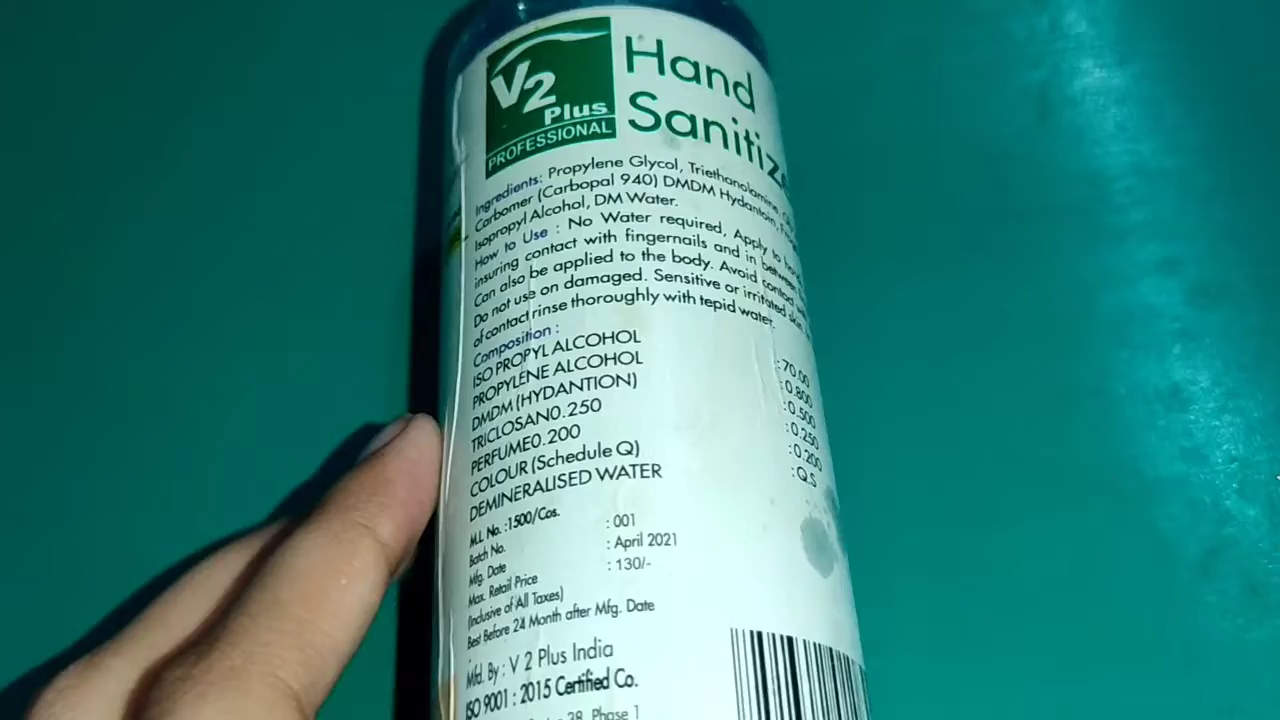 V2
Plus
PROFESSIONAL
Hand
Sanitize
Ingredients: Propylene Glycol, Triethanolamine,
Carbomer (Carbopal 940) DMDM Hydantoin,
Isopropyl Alcohol, DM Water.
How to Use : No Water required, Apply to
insuring contact with fingernails and in between
Can also be applied to the body. Avoid contact
Do not use on damaged. Sensitive or irritated skin
of contact rinse thoroughly with tepid water.
Composition :
ISO PROPYL ALCOHOL :70.00
PROPYLENE ALCOHOL :0.800
DMDM (HYDANTION) :0.500
TRICLOSAN0.250 :0.250
PERFUME0.200 :0.200
COLOUR (Schedule Q) :Q.S
DEMINERALISED WATER
M.L No. :1500/Cos.
Batch No. : 001
Mfg. Date : April 2021
Max. Retail Price : 130/-
(Inclusive of All Taxes)
Best Before 24 Month after Mfg. Date
Mfd. By : V 2 Plus India
ISO 9001 : 2015 Certified Co.
38, Phase 1